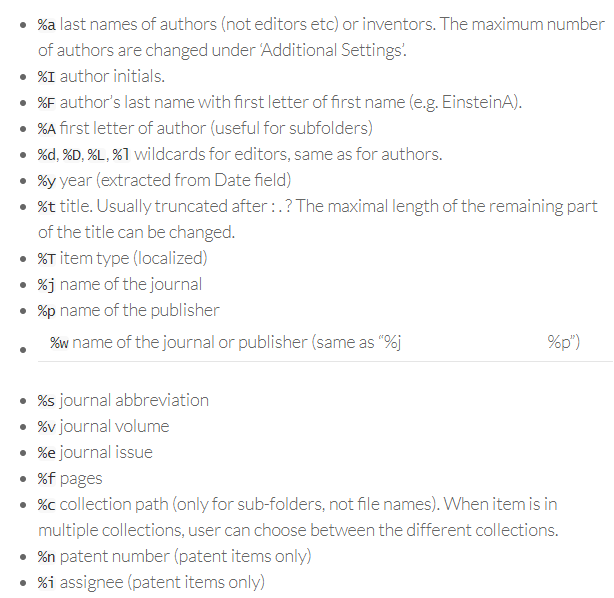 • %a last names of authors (not editors etc) or inventors. The maximum number
of authors are changed under ‘Additional Settings’.
• %I author initials.
• %F author’s last name with first letter of first name (e.g. EinsteinA).
• %A first letter of author (useful for subfolders)
• %d, %D, %L, %l wildcards for editors, same as for authors.
• %y year (extracted from Date field)
• %t title. Usually truncated after : . ? The maximal length of the remaining part
of the title can be changed.
• %T item type (localized)
• %j name of the journal
• %p name of the publisher
• %w name of the journal or publisher (same as “%j %p”)
• %s journal abbreviation
• %v journal volume
• %e journal issue
• %f pages
• %c collection path (only for sub-folders, not file names). When item is in
multiple collections, user can choose between the different collections.
• %n patent number (patent items only)
• %i assignee (patent items only)